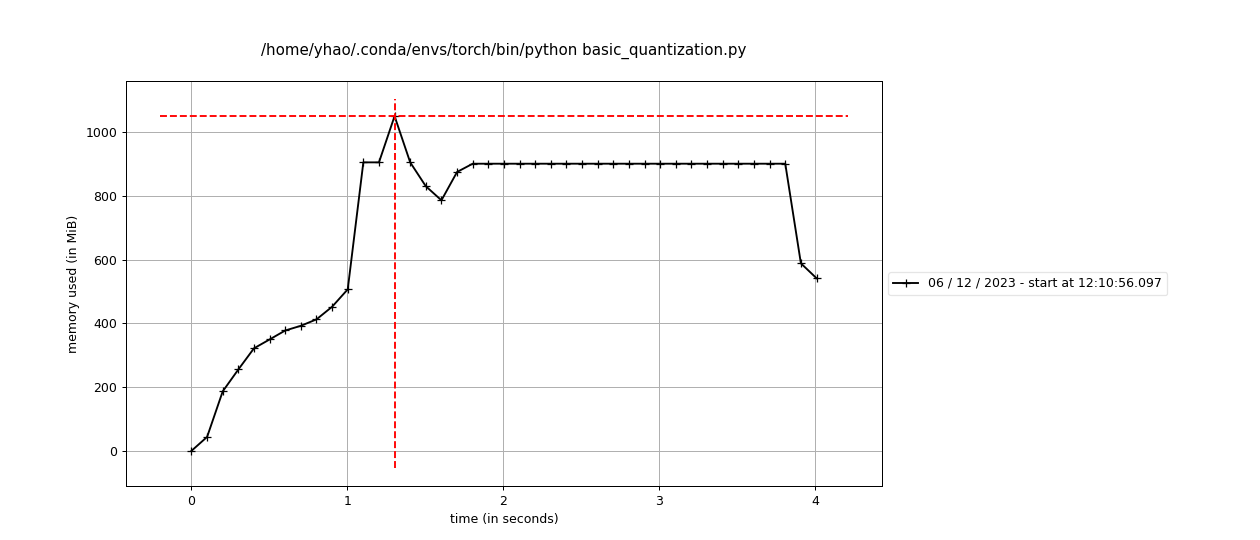 /home/yhao/.conda/envs/torch/bin/python basic_quantization.py
memory used (in MiB)
1000
800
600
400
200
0
0 1 2 3 4
time (in seconds)
06 / 12 / 2023 - start at 12:10:56.097